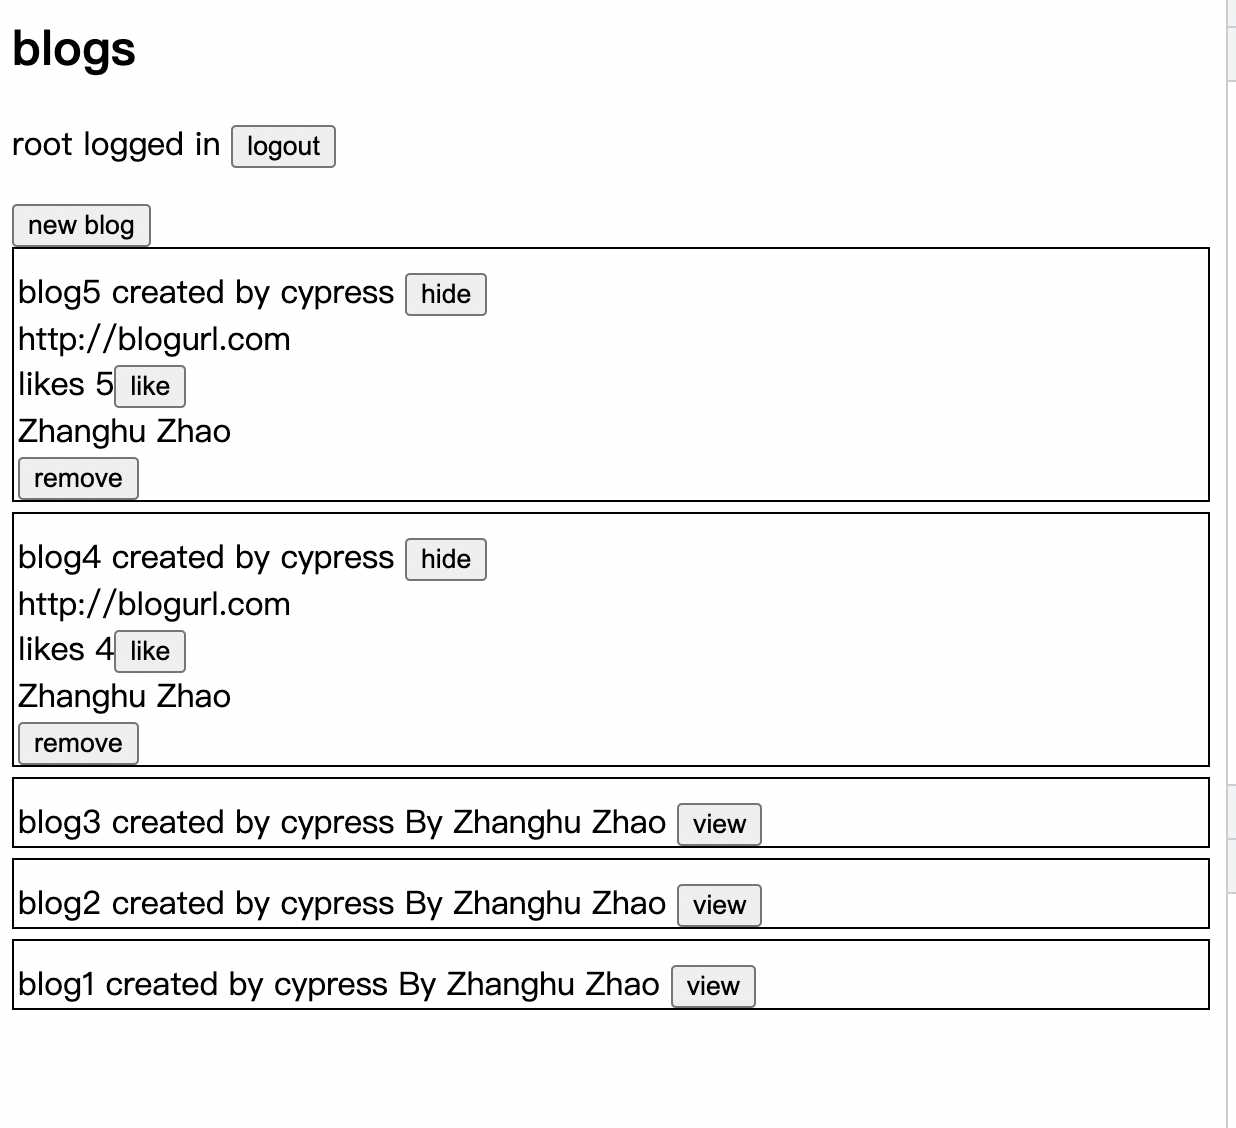 blogs
root logged in logout
new blog
blog5 created by cypress hide
http://blogurl.com
likes 5 like
Zhanghu Zhao
remove
blog4 created by cypress hide
http://blogurl.com
likes 4 like
Zhanghu Zhao
remove
blog3 created by cypress By Zhanghu Zhao view
blog2 created by cypress By Zhanghu Zhao view
blog1 created by cypress By Zhanghu Zhao view